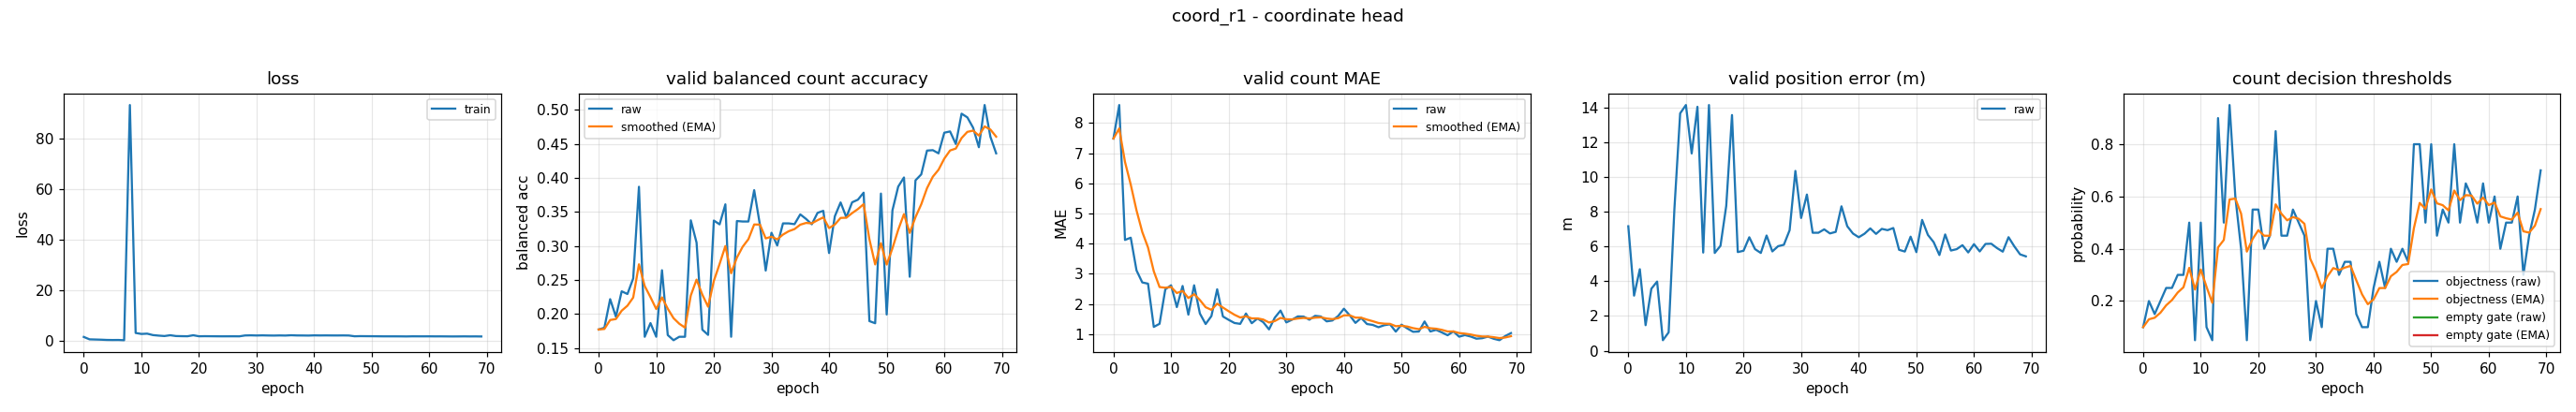 coord_r1 - coordinate head
loss
loss
80
60
40
20
0
0 10 20 30 40 50 60 70
epoch
train
valid balanced count accuracy
balanced acc
0.50
0.45
0.40
0.35
0.30
0.25
0.20
0.15
0 10 20 30 40 50 60 70
epoch
raw
smoothed (EMA)
valid count MAE
MAE
8
7
6
5
4
3
2
1
0 10 20 30 40 50 60 70
epoch
raw
smoothed (EMA)
valid position error (m)
m
14
12
10
8
6
4
2
0
0 10 20 30 40 50 60 70
epoch
raw
count decision thresholds
probability
0.8
0.6
0.4
0.2
0 10 20 30 40 50 60 70
epoch
objectness (raw)
objectness (EMA)
empty gate (raw)
empty gate (EMA)